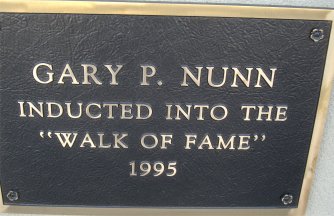 GARY P. NUNN
INDUCTED INTO THE
"WALK OF FAME"
1995